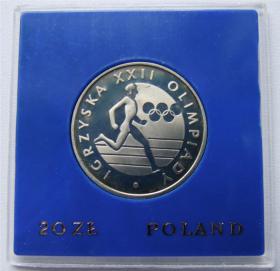 IGRZYSKA XXII OLIMPIADY
20 ZŁ POLAND